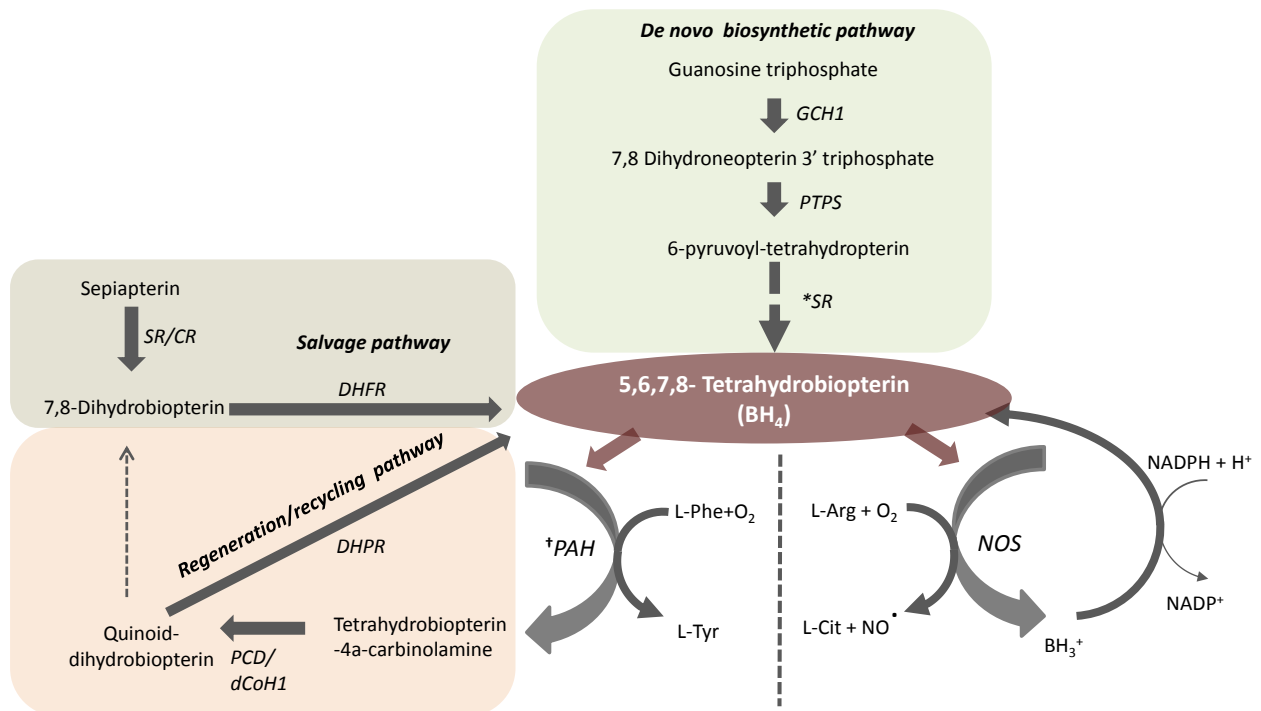 De novo biosynthetic pathway
Guanosine triphosphate
GCH1
7,8 Dihydroneopterin 3’ triphosphate
PTPS
6-pyruvoyl-tetrahydropterin
*SR
Sepiapterin
SR/CR
Salvage pathway
DHFR
7,8-Dihydrobiopterin
5,6,7,8- Tetrahydrobiopterin
(BH₄)
Regeneration/recycling pathway
DHPR
Quinoid-
dihydrobiopterin
PCD/
dCoH1
Tetrahydrobiopterin
-4a-carbinolamine
L-Phe+O₂
†PAH
L-Tyr
L-Arg + O₂
NOS
L-Cit + NO•
BH₃⁺
NADPH + H⁺
NADP⁺